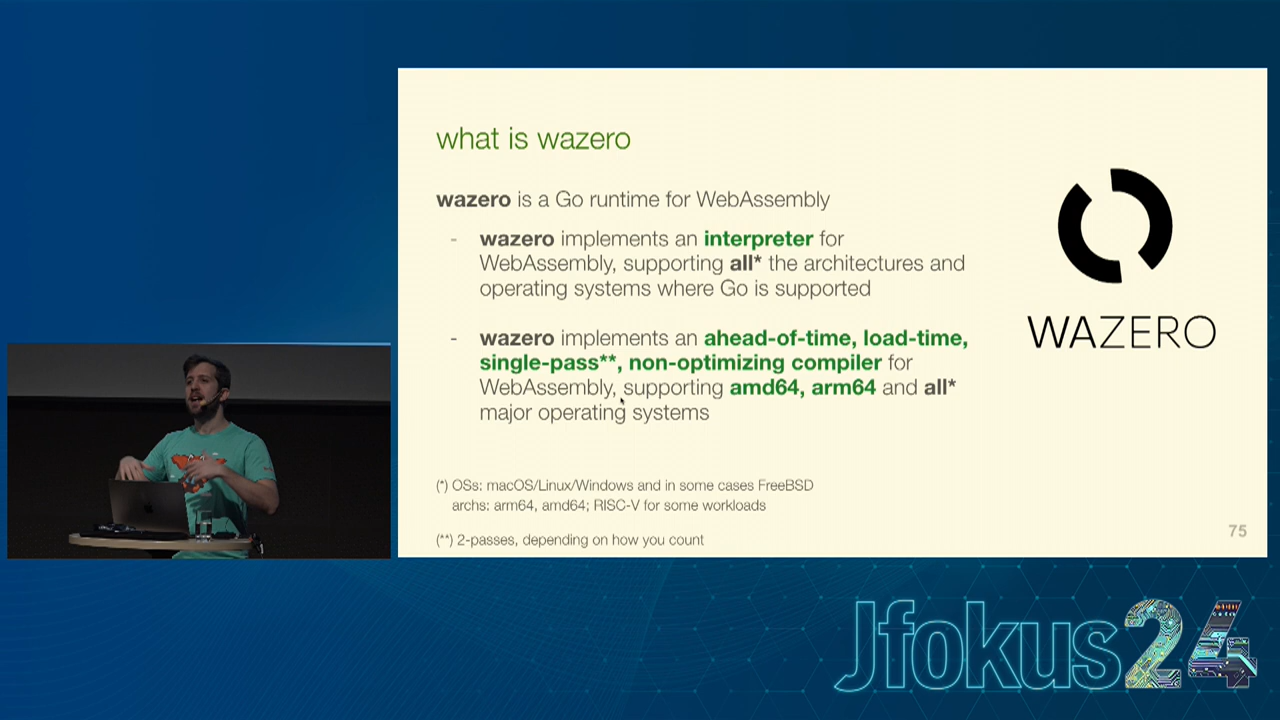 what is wazero
wazero is a Go runtime for WebAssembly
- wazero implements an interpreter for
WebAssembly, supporting all* the architectures and
operating systems where Go is supported
- wazero implements an ahead-of-time, load-time,
single-pass**, non-optimizing compiler for
WebAssembly, supporting amd64, arm64 and all*
major operating systems
(*) OSs: macOS/Linux/Windows and in some cases FreeBSD
archs: arm64, amd64; RISC-V for some workloads
(**) 2-passes, depending on how you count
75
WAZERO
Jfokus24